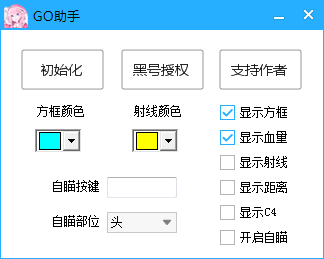 GO助手
初始化 黑号授权 支持作者
方框颜色 射线颜色 显示方框
显示血量
显示射线
自瞄按键 显示距离
自瞄部位 头 显示C4
开启自瞄